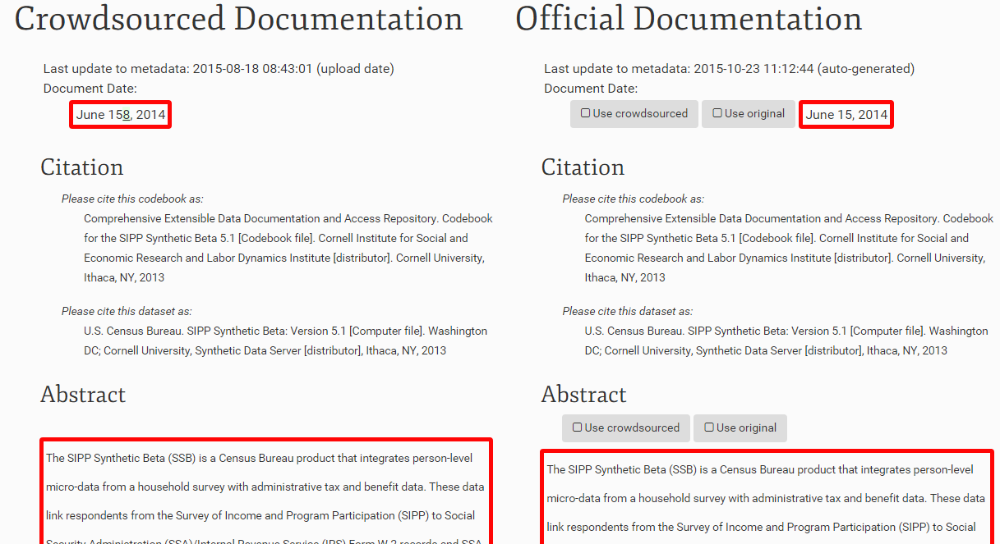 Crowdsourced Documentation
Last update to metadata: 2015-08-18 08:43:01 (upload date)
Document Date:
June 158, 2014
Citation
Please cite this codebook as:
Comprehensive Extensible Data Documentation and Access Repository. Codebook
for the SIPP Synthetic Beta 5.1 [Codebook file]. Cornell Institute for Social and
Economic Research and Labor Dynamics Institute [distributor]. Cornell University,
Ithaca, NY, 2013
Please cite this dataset as:
U.S. Census Bureau. SIPP Synthetic Beta: Version 5.1 [Computer file]. Washington
DC; Cornell University, Synthetic Data Server [distributor], Ithaca, NY, 2013
Abstract
The SIPP Synthetic Beta (SSB) is a Census Bureau product that integrates person-level
micro-data from a household survey with administrative tax and benefit data. These data
link respondents from the Survey of Income and Program Participation (SIPP) to Social
Security Administration (SSA)/Internal Revenue Service (IRS) Form W-2 records and SSA
Official Documentation
Last update to metadata: 2015-10-23 11:12:44 (auto-generated)
Document Date:
Use crowdsourced Use original June 15, 2014
Citation
Please cite this codebook as:
Comprehensive Extensible Data Documentation and Access Repository. Codebook
for the SIPP Synthetic Beta 5.1 [Codebook file]. Cornell Institute for Social and
Economic Research and Labor Dynamics Institute [distributor]. Cornell University,
Ithaca, NY, 2013
Please cite this dataset as:
U.S. Census Bureau. SIPP Synthetic Beta: Version 5.1 [Computer file]. Washington
DC; Cornell University, Synthetic Data Server [distributor], Ithaca, NY, 2013
Abstract
Use crowdsourced Use original
The SIPP Synthetic Beta (SSB) is a Census Bureau product that integrates person-level
micro-data from a household survey with administrative tax and benefit data. These data
link respondents from the Survey of Income and Program Participation (SIPP) to Social